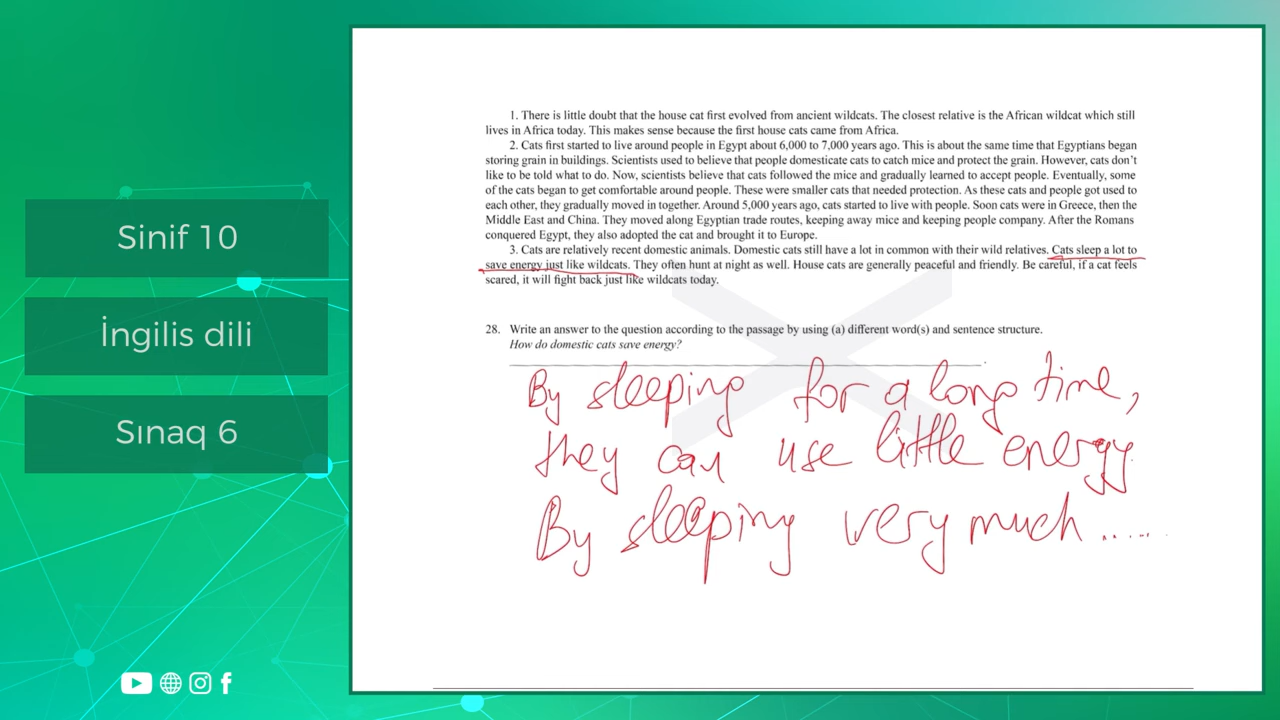 Sinif 10
İngilis dili
Sınaq 6
1. There is little doubt that the house cat first evolved from ancient wildcats. The closest relative is the African wildcat which still
lives in Africa today. This makes sense because the first house cats came from Africa.
2. Cats first started to live around people in Egypt about 6,000 to 7,000 years ago. This is about the same time that Egyptians began
storing grain in buildings. Scientists used to believe that people domesticate cats to catch mice and protect the grain. However, cats don't
like to be told what to do. Now, scientists believe that cats followed the mice and gradually learned to accept people. Eventually, some
of the cats began to get comfortable around people. These were smaller cats that needed protection. As these cats and people got used to
each other, they gradually moved in together. Around 5,000 years ago, cats started to live with people. Soon cats were in Greece, then the
Middle East and China. They moved along Egyptian trade routes, keeping away mice and keeping people company. After the Romans
conquered Egypt, they also adopted the cat and brought it to Europe.
3. Cats are relatively recent domestic animals. Domestic cats still have a lot in common with their wild relatives. Cats sleep a lot to
save energy just like wildcats. They often hunt at night as well. House cats are generally peaceful and friendly. Be careful, if a cat feels
scared, it will fight back just like wildcats today.
28. Write an answer to the question according to the passage by using (a) different word(s) and sentence structure.
How do domestic cats save energy?
By sleeping for a long time,
they can use little energy.
By sleeping very much ......